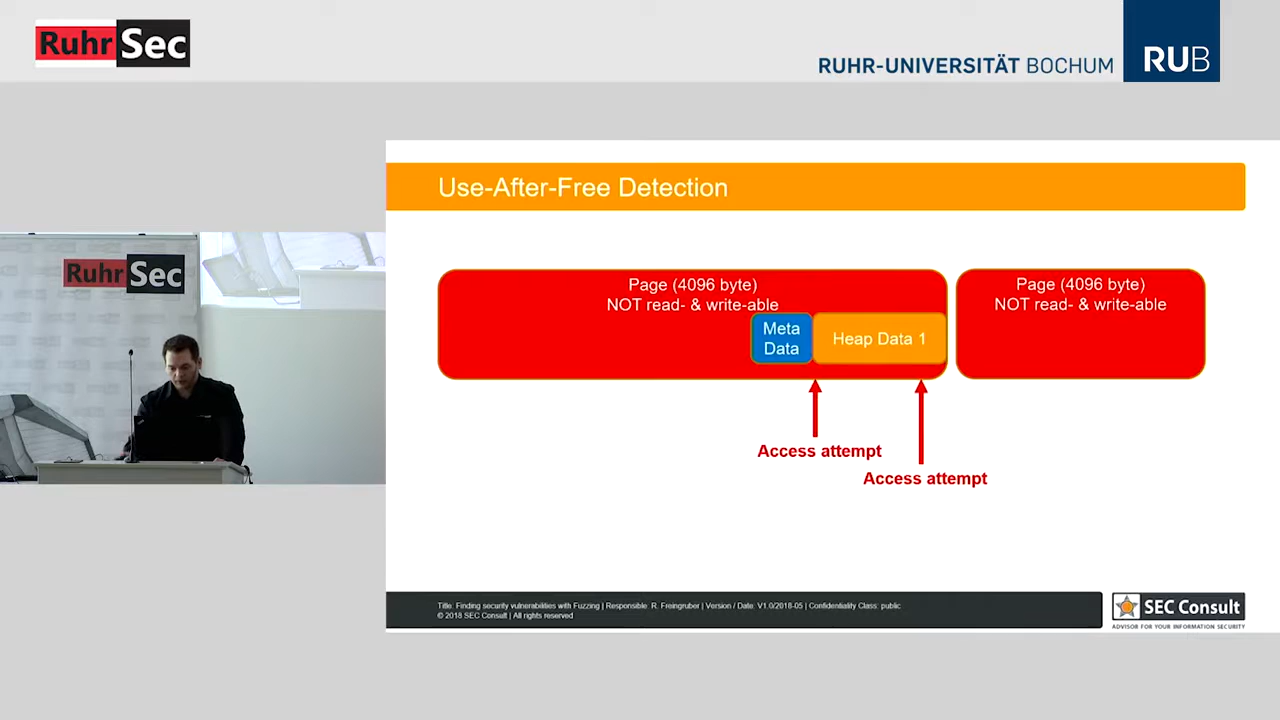 RuhrSec
RUHR-UNIVERSITÄT BOCHUM
RUB
RuhrSec
Use-After-Free Detection
Page (4096 byte)
NOT read- & write-able
Meta
Data
Heap Data 1
Page (4096 byte)
NOT read- & write-able
Access attempt
Access attempt
Title: Finding security vulnerabilities with Fuzzing | Responsible: R. Freingruber | Version / Date: V1.0/2018-05 | Confidentiality Class: public
© 2018 SEC Consult | All rights reserved
SEC Consult
ADVISOR FOR YOUR INFORMATION SECURITY